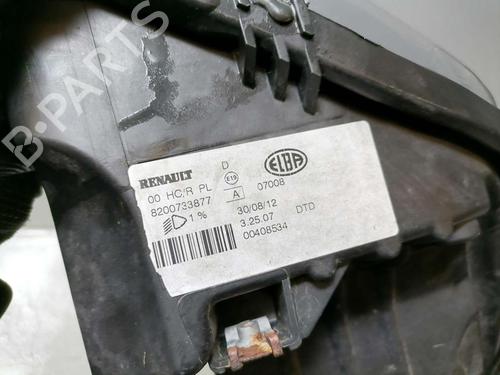 B-PARTS
RENAULT
D
ELBA
00 HC/R PL
E19
A
07008
8200733877
1 %
30/08/12
DTD
3.25.07
00408534